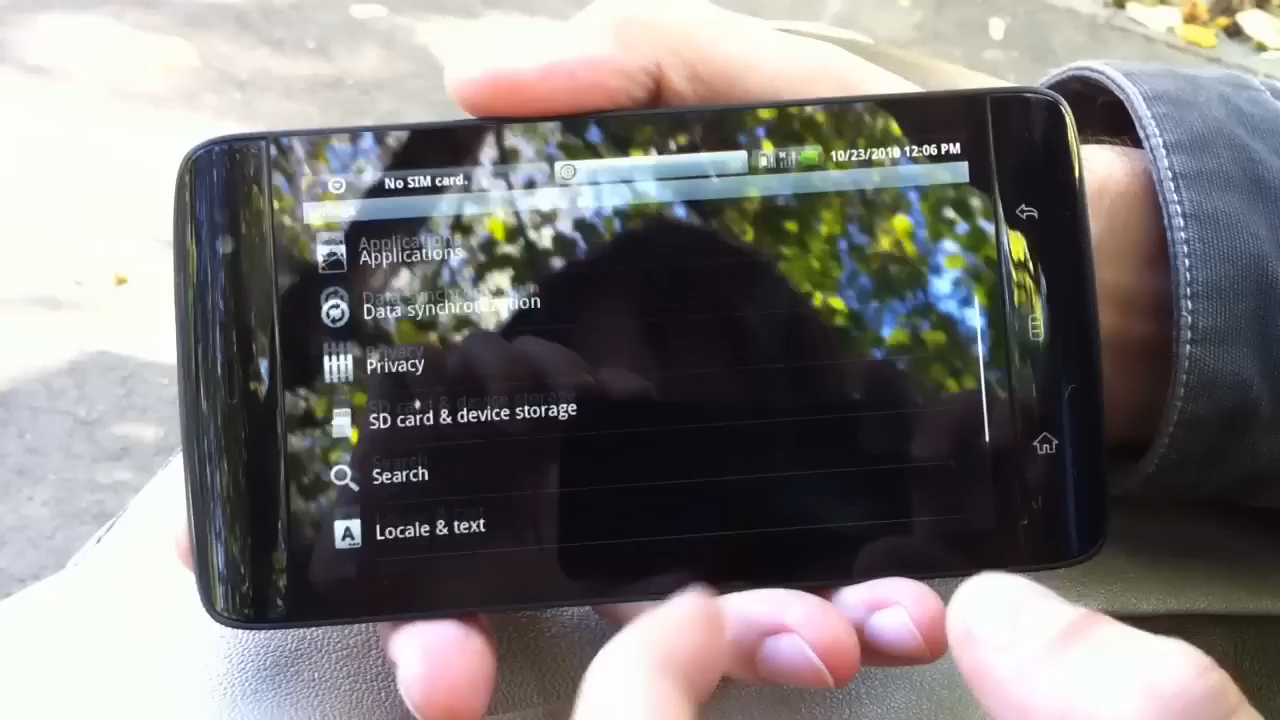 No SIM card.
10/23/2010 12:06 PM
Applications
Data synchronization
Privacy
SD card & device storage
Search
Locale & text